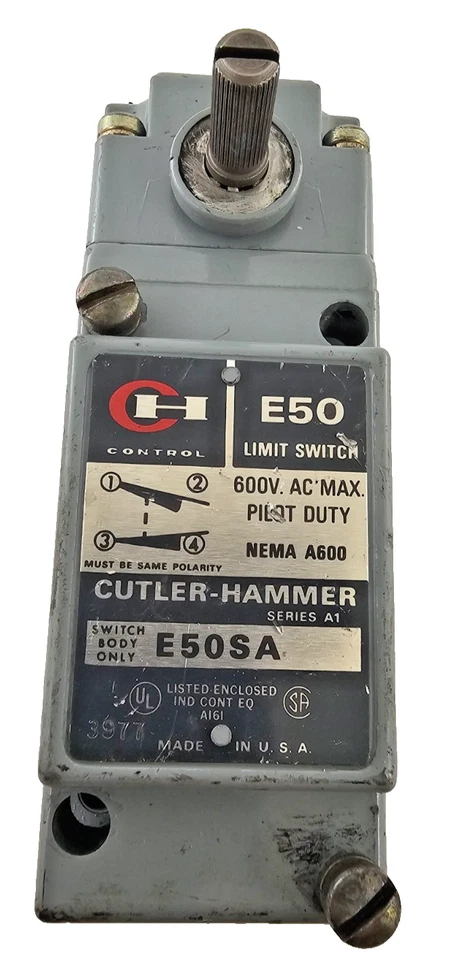 CH
CONTROL
E50
LIMIT SWITCH
1 2
3 4
MUST BE SAME POLARITY
600V. AC MAX.
PILOT DUTY
NEMA A600
CUTLER-HAMMER
SERIES A1
SWITCH BODY ONLY
E50SA
UL
LISTED ENCLOSED
IND CONT EQ
A161
SA
3977
MADE IN U.S.A.